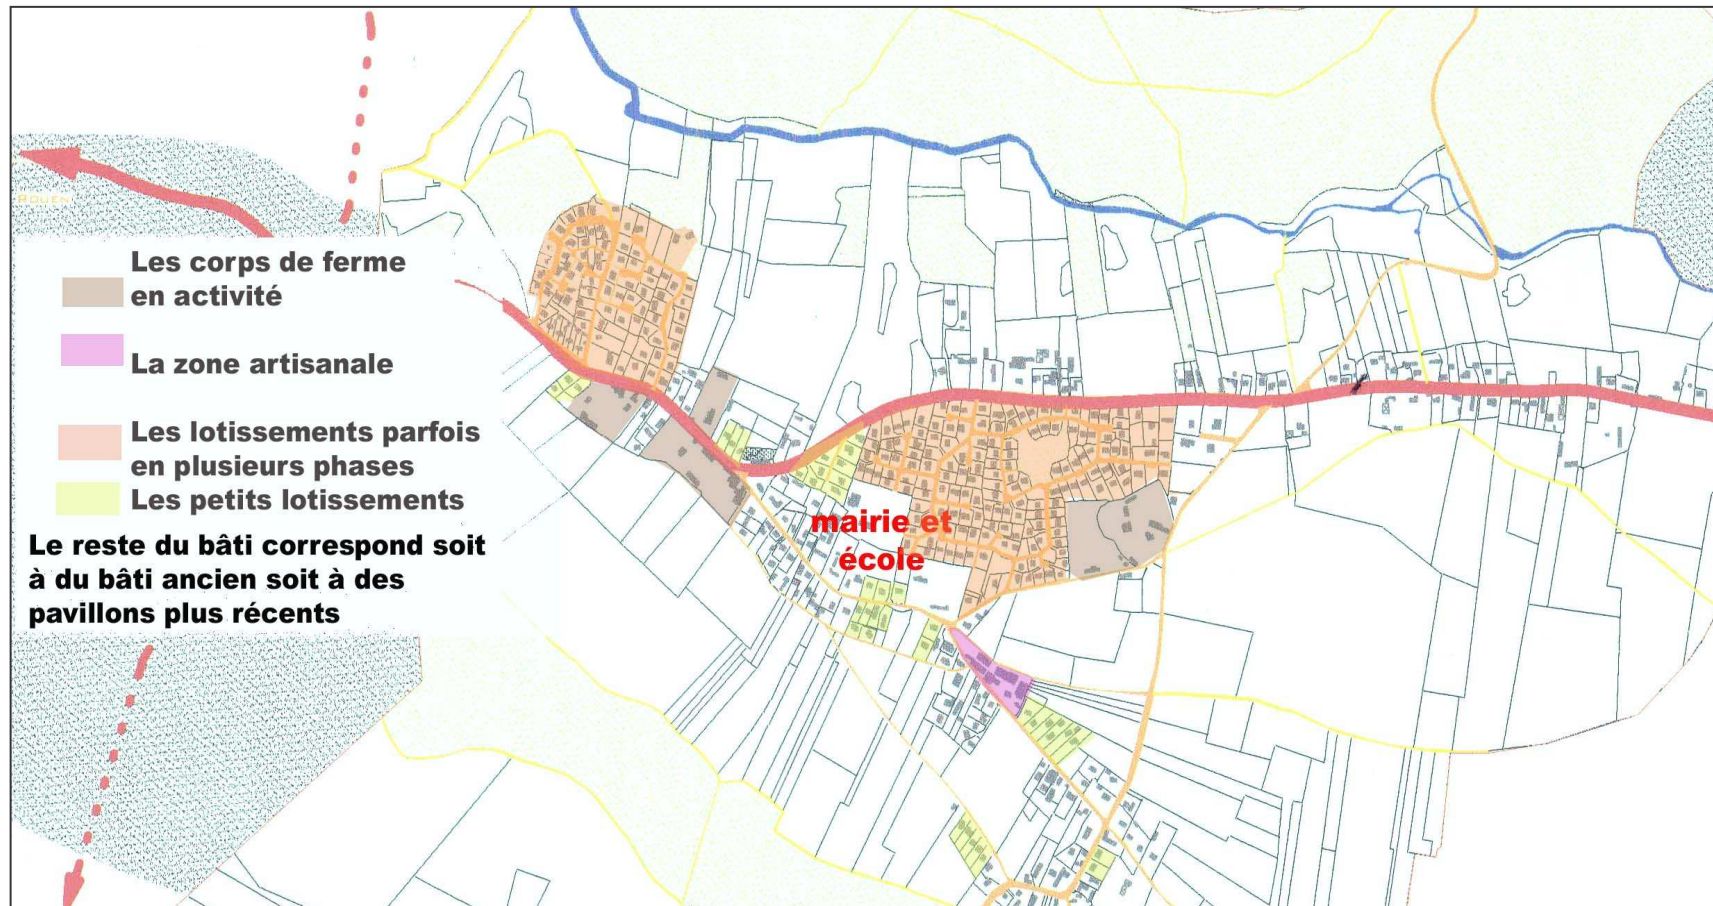 ROUEN
Les corps de ferme
en activité
La zone artisanale
Les lotissements parfois
en plusieurs phases
Les petits lotissements
Le reste du bâti correspond soit
à du bâti ancien soit à des
pavillons plus récents
mairie et
école